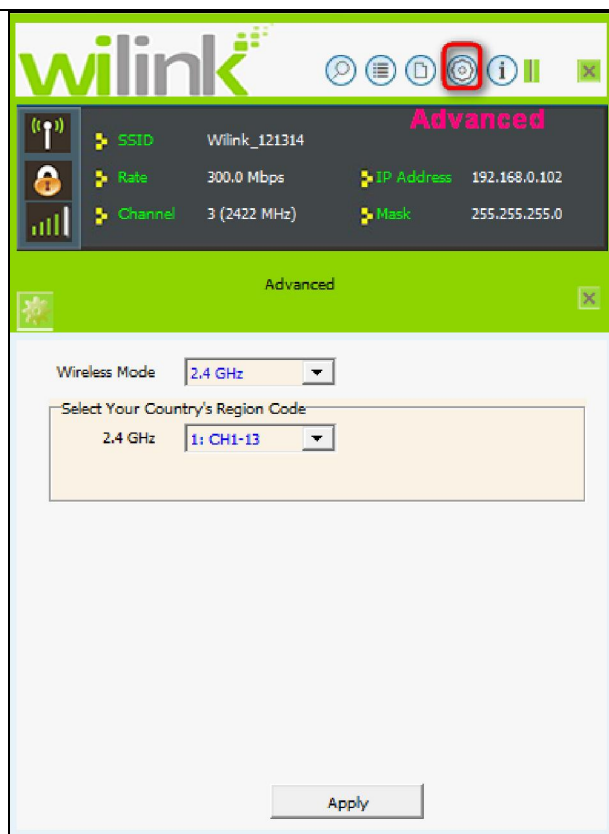 wilink
Advanced
SSID Wilink_121314
Rate 300.0 Mbps IP Address 192.168.0.102
Channel 3 (2422 MHz) Mask 255.255.255.0
Advanced
Wireless Mode 2.4 GHz
Select Your Country's Region Code
2.4 GHz 1: CH1-13
Apply